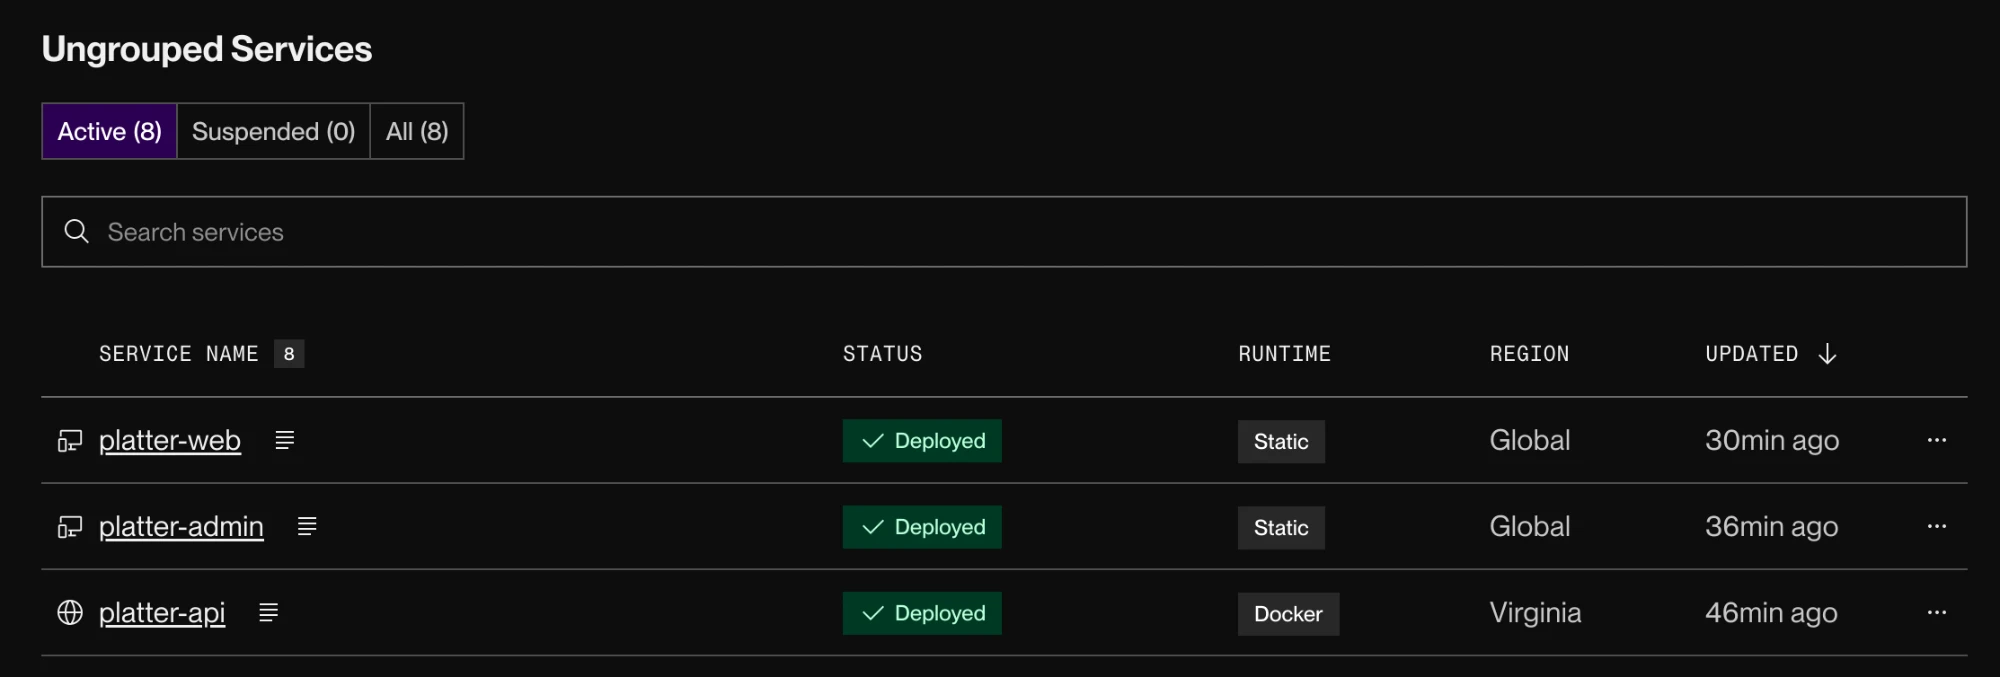 Ungrouped Services
Active (8) Suspended (0) All (8)
Search services
SERVICE NAME 8 STATUS RUNTIME REGION UPDATED
platter-web Deployed Static Global 30min ago
platter-admin Deployed Static Global 36min ago
platter-api Deployed Docker Virginia 46min ago